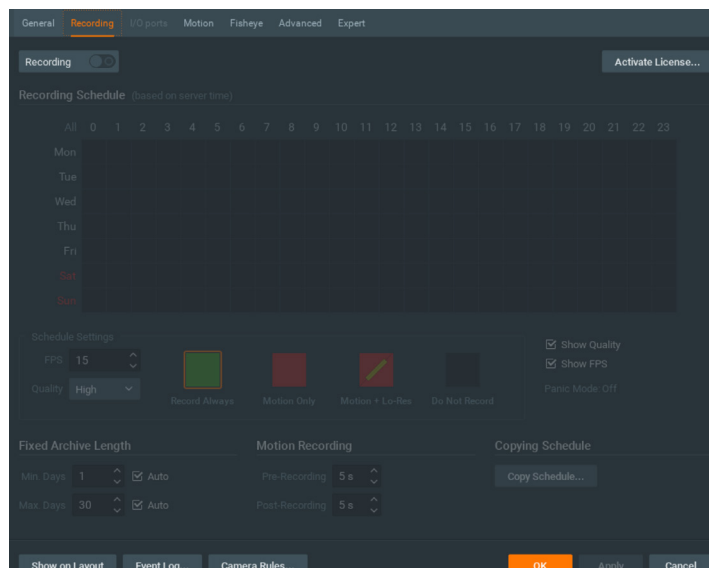 General Recording I/O ports Motion Fisheye Advanced Expert
Recording Activate License...
Recording Schedule (based on server time)
All 0 1 2 3 4 5 6 7 8 9 10 11 12 13 14 15 16 17 18 19 20 21 22 23
Mon
Tue
Wed
Thu
Fri
Sat
Sun
Schedule Settings
FPS 15
Quality High
Record Always Motion Only Motion + Lo-Res Do Not Record
Show Quality
Show FPS
Panic Mode: Off
Fixed Archive Length Motion Recording Copying Schedule
Min. Days 1 Auto Pre-Recording 5 s Copy Schedule...
Max. Days 30 Auto Post-Recording 5 s
Show on Layout Event Log... Camera Rules... OK Apply Cancel